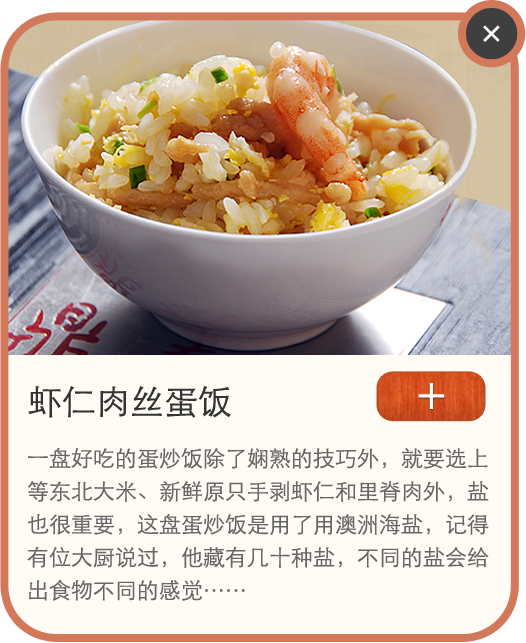 虾仁肉丝蛋饭
一盘好吃的蛋炒饭除了娴熟的技巧外，就要选上
等东北大米、新鲜原只手剥虾仁和里脊肉外，盐
也很重要，这盘蛋炒饭是用了用澳洲海盐，记得
有位大厨说过，他藏有几十种盐，不同的盐会给
出食物不同的感觉……